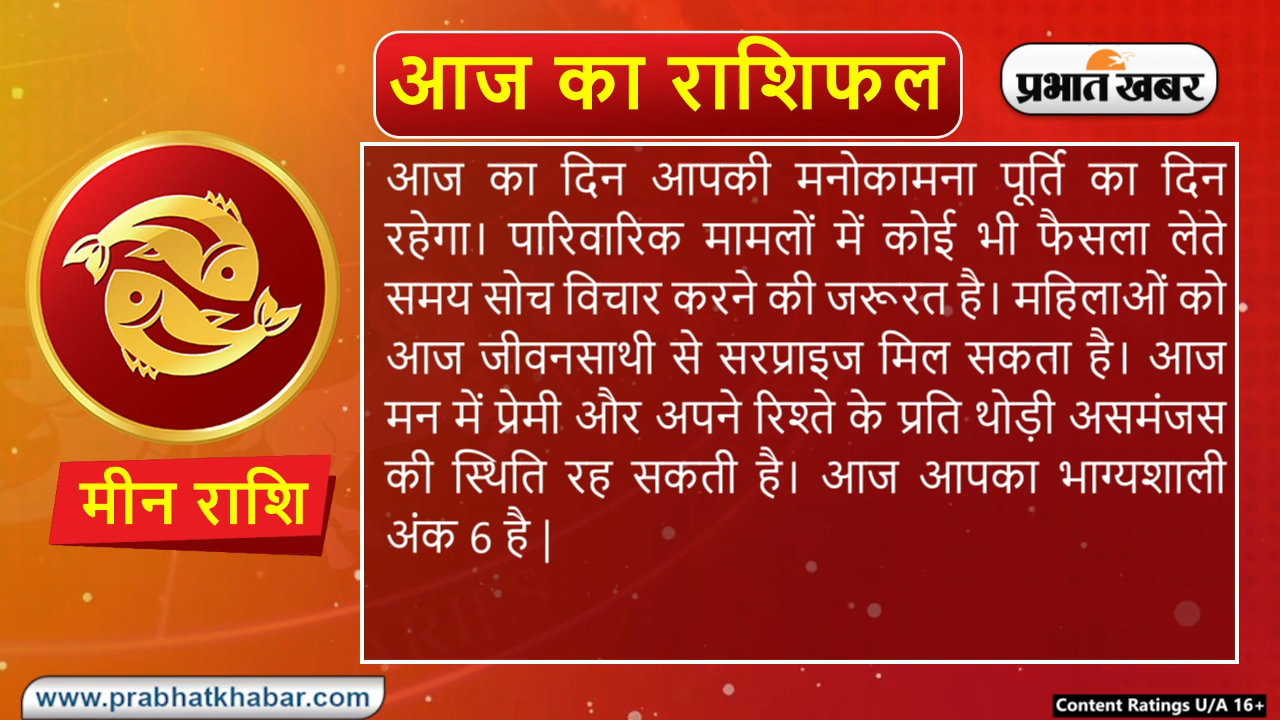 आज का राशिफल
प्रभात खबर
आज का दिन आपकी मनोकामना पूर्ति का दिन
रहेगा। पारिवारिक मामलों में कोई भी फैसला लेते
समय सोच विचार करने की जरूरत है। महिलाओं को
आज जीवनसाथी से सरप्राइज मिल सकता है। आज
मन में प्रेमी और अपने रिश्ते के प्रति थोड़ी असमंजस
की स्थिति रह सकती है। आज आपका भाग्यशाली
अंक 6 है |
मीन राशि
ARIES
www.prabhatkhabar.com
Content Ratings U/A 16+